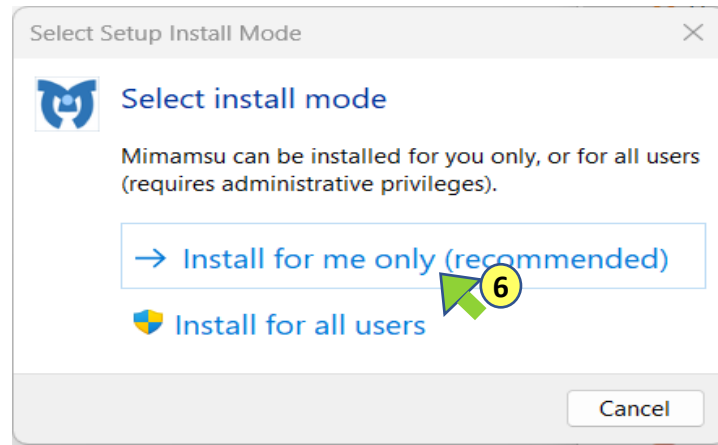 Select Setup Install Mode
Select install mode
Mimamsu can be installed for you only, or for all users
(requires administrative privileges).
→ Install for me only (recommended)
6
Install for all users
Cancel